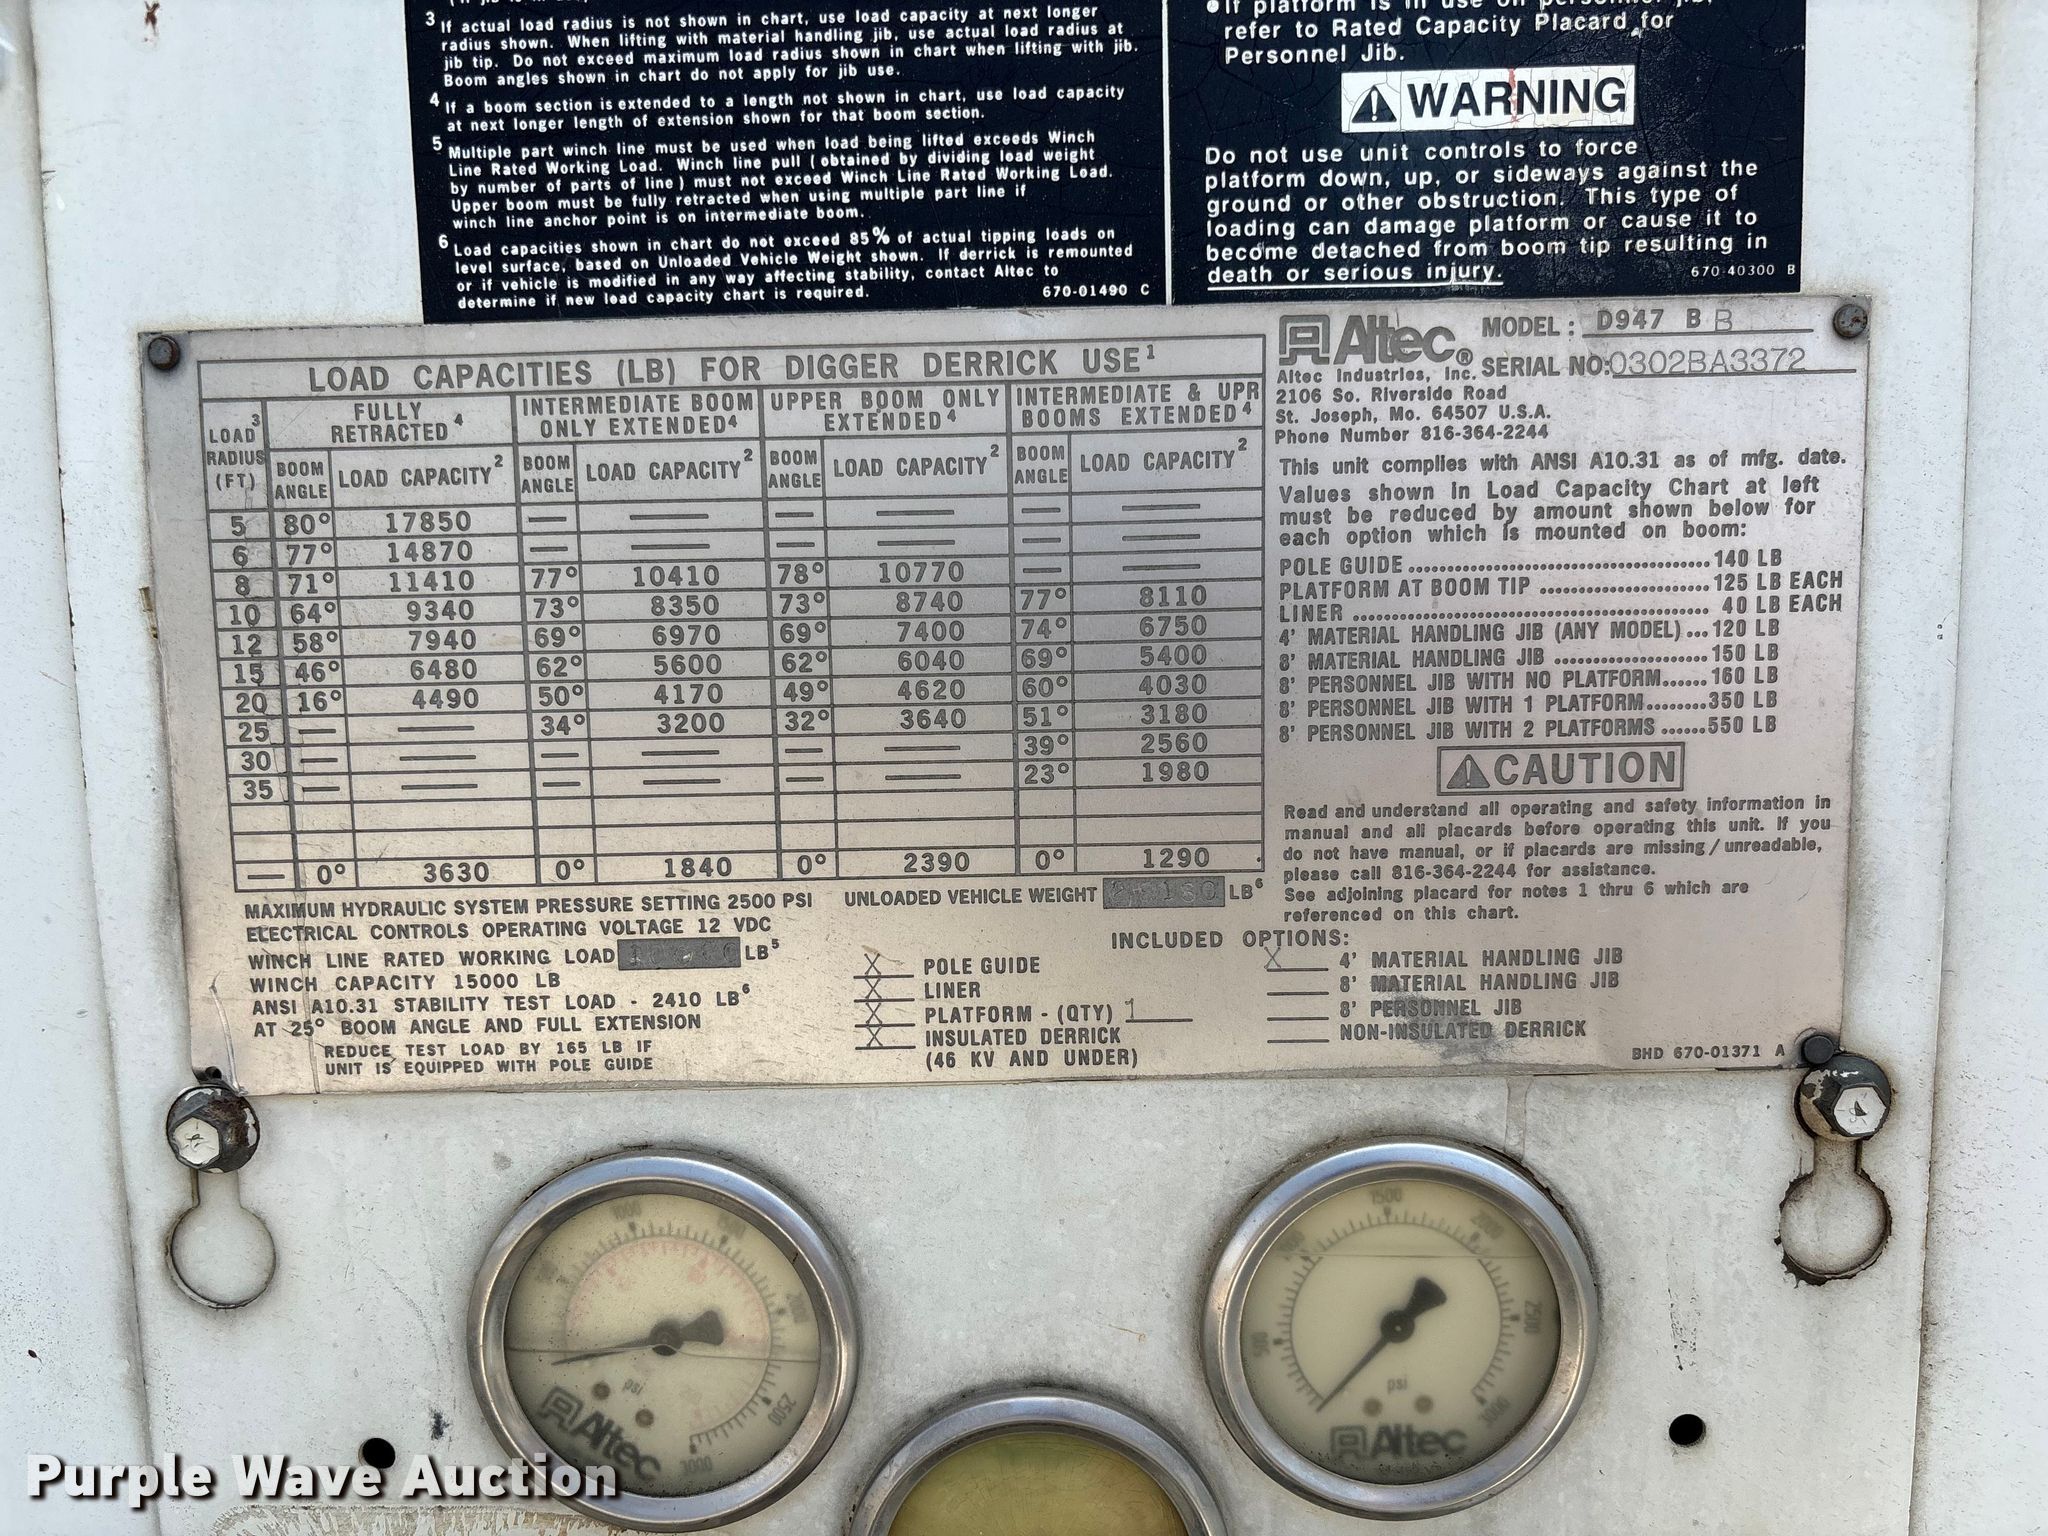 3 If actual load radius is not shown in chart, use load capacity at next longer
radius shown. When lifting with material handling jib, use actual load radius at
jib tip. Do not exceed maximum load radius shown in chart when lifting with jib.
Boom angles shown in chart do not apply for jib use.
4 If a boom section is extended to a length not shown in chart, use load capacity
at next longer length of extension shown for that boom section.
5 Multiple part winch line must be used when load being lifted exceeds Winch
Line Rated Working Load. Winch line pull (obtained by dividing load weight
by number of parts of line) must not exceed Winch Line Rated Working Load.
Upper boom must be fully retracted when using multiple part line if
winch line anchor point is on intermediate boom.
6 Load capacities shown in chart do not exceed 85% of actual tipping loads on
level surface, based on Unloaded Vehicle Weight shown. If derrick is remounted
or if vehicle is modified in any way affecting stability, contact Altec to
determine if new load capacity chart is required. 670-01490 C
• If platform is in use on personnel jib,
refer to Rated Capacity Placard for
Personnel Jib.
WARNING
Do not use unit controls to force
platform down, up, or sideways against the
ground or other obstruction. This type of
loading can damage platform or cause it to
become detached from boom tip resulting in
death or serious injury. 670-40300 B
LOAD CAPACITIES (LB) FOR DIGGER DERRICK USE1
LOAD3 RADIUS (FT) FULLY RETRACTED4 INTERMEDIATE BOOM ONLY EXTENDED4 UPPER BOOM ONLY EXTENDED4 INTERMEDIATE & UPR BOOMS EXTENDED4
BOOM ANGLE LOAD CAPACITY2 BOOM ANGLE LOAD CAPACITY2 BOOM ANGLE LOAD CAPACITY2 BOOM ANGLE LOAD CAPACITY2
5 80° 17850 — — — — — —
6 77° 14870 — — — — — —
8 71° 11410 77° 10410 78° 10770 — —
10 64° 9340 73° 8350 73° 8740 77° 8110
12 58° 7940 69° 6970 69° 7400 74° 6750
15 46° 6480 62° 5600 62° 6040 69° 5400
20 16° 4490 50° 4170 49° 4620 60° 4030
25 — — 34° 3200 32° 3640 51° 3180
30 — — — — — — 39° 2560
35 — — — — — — 23° 1980
— 0° 3630 0° 1840 0° 2390 0° 1290
MAXIMUM HYDRAULIC SYSTEM PRESSURE SETTING 2500 PSI
ELECTRICAL CONTROLS OPERATING VOLTAGE 12 VDC
WINCH LINE RATED WORKING LOAD LB5
WINCH CAPACITY 15000 LB
ANSI A10.31 STABILITY TEST LOAD - 2410 LB6
AT 25° BOOM ANGLE AND FULL EXTENSION
REDUCE TEST LOAD BY 165 LB IF
UNIT IS EQUIPPED WITH POLE GUIDE
UNLOADED VEHICLE WEIGHT LB6
INCLUDED OPTIONS:
X POLE GUIDE
X LINER
X PLATFORM - (QTY) 1
X INSULATED DERRICK
(46 KV AND UNDER)
X 4' MATERIAL HANDLING JIB
8' MATERIAL HANDLING JIB
8' PERSONNEL JIB
NON-INSULATED DERRICK
BHD 670-01371 A
Altec® MODEL: D947 B B
SERIAL NO: 0302BA3372
Altec Industries, Inc.
2106 So. Riverside Road
St. Joseph, Mo. 64507 U.S.A.
Phone Number 816-364-2244
This unit complies with ANSI A10.31 as of mfg. date.
Values shown in Load Capacity Chart at left
must be reduced by amount shown below for
each option which is mounted on boom:
POLE GUIDE ........ 140 LB
PLATFORM AT BOOM TIP ........ 125 LB EACH
LINER ........ 40 LB EACH
4' MATERIAL HANDLING JIB (ANY MODEL)...120 LB
8' MATERIAL HANDLING JIB ........ 150 LB
8' PERSONNEL JIB WITH NO PLATFORM......160 LB
8' PERSONNEL JIB WITH 1 PLATFORM........350 LB
8' PERSONNEL JIB WITH 2 PLATFORMS ......550 LB
CAUTION
Read and understand all operating and safety information in
manual and all placards before operating this unit. If you
do not have manual, or if placards are missing/unreadable,
please call 816-364-2244 for assistance.
See adjoining placard for notes 1 thru 6 which are
referenced on this chart.
1000 1500 2000 2500 3000
psi
Altec
500 1500 2000 2500 3000
psi
Altec
Purple Wave Auction